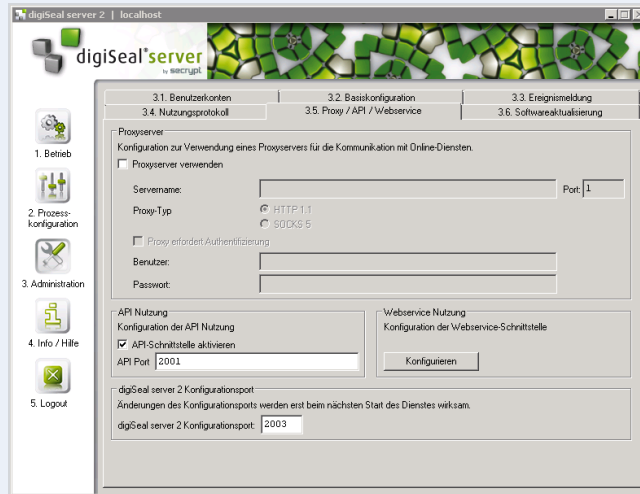 digiSeal server 2 | localhost
digiSeal®server
by secrypt
1. Betrieb
2. Prozess-
konfiguration
3. Administration
4. Info / Hilfe
5. Logout
3.1. Benutzerkonten
3.2. Basiskonfiguration
3.3. Ereignismeldung
3.4. Nutzungsprotokoll
3.5. Proxy / API / Webservice
3.6. Softwareaktualisierung
Proxyserver
Konfiguration zur Verwendung eines Proxyservers für die Kommunikation mit Online-Diensten.
Proxyserver verwenden
Servername:
Port: 1
Proxy-Typ
HTTP 1.1
SOCKS 5
Proxy erfordert Authentifizierung
Benutzer:
Passwort:
API Nutzung
Konfiguration der API Nutzung
API-Schnittstelle aktivieren
API Port 2001
Webservice Nutzung
Konfiguration der Webservice-Schnittstelle
Konfigurieren
digiSeal server 2 Konfigurationsport
Änderungen des Konfigurationsports werden erst beim nächsten Start des Dienstes wirksam.
digiSeal server 2 Konfigurationsport: 2003